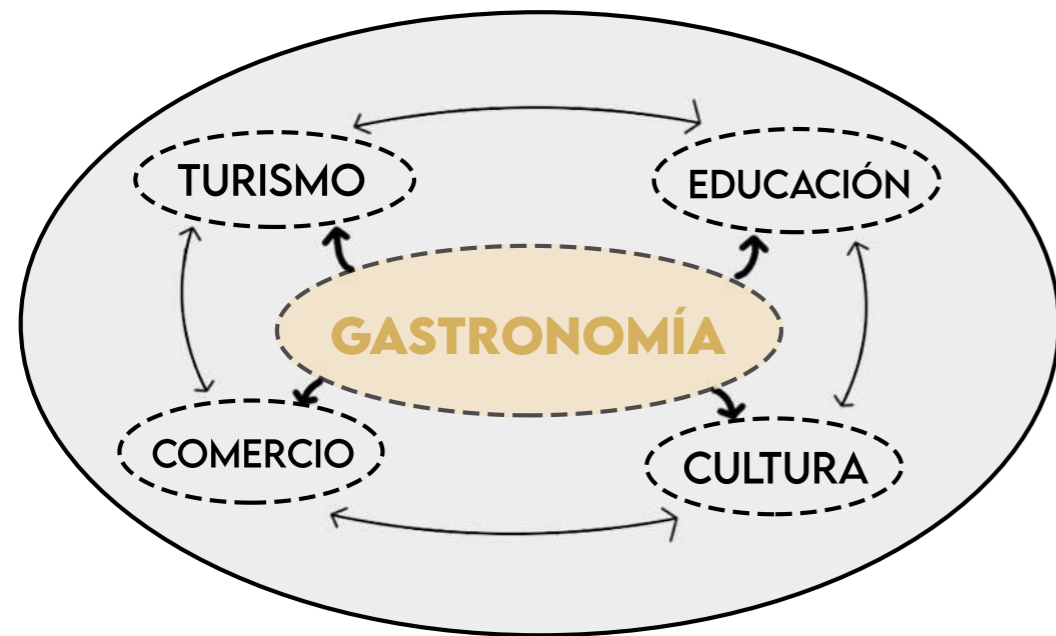 TURISMO
EDUCACIÓN
GASTRONOMÍA
COMERCIO
CULTURA